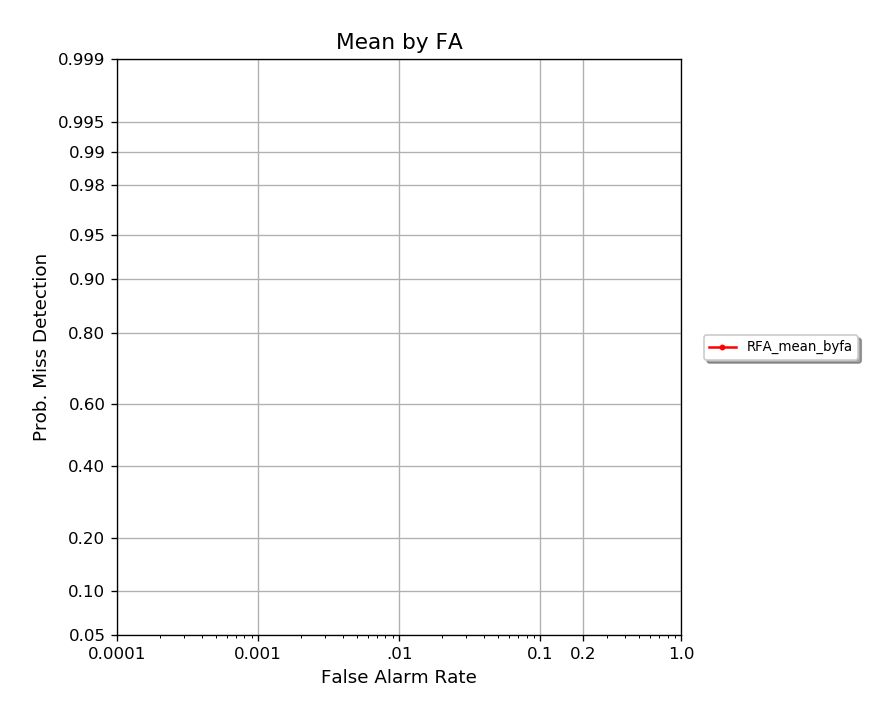 Mean by FA
0.999
0.995
0.99
0.98
0.95
0.90
0.80
0.60
0.40
0.20
0.10
0.05
Prob. Miss Detection
0.0001 0.001 .01 0.1 0.2 1.0
False Alarm Rate
RFA_mean_byfa